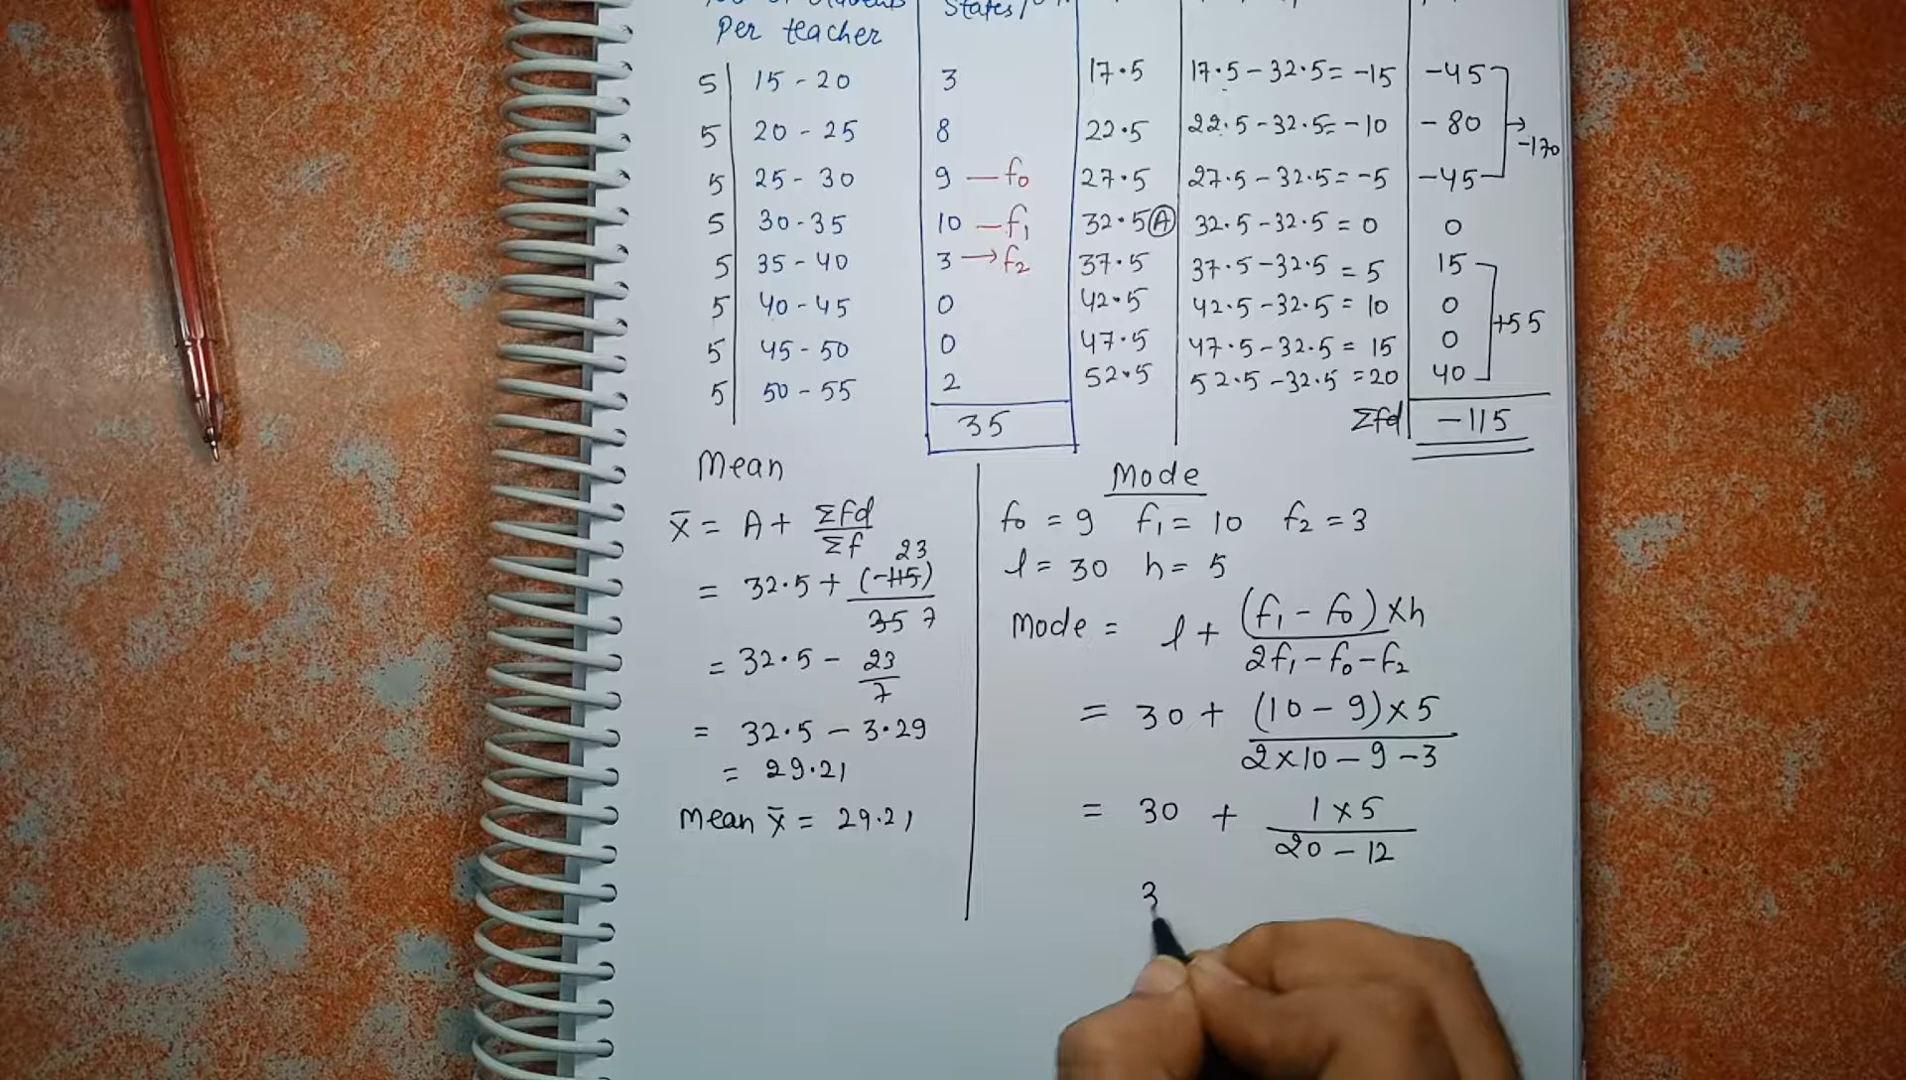 Per teacher
5 15 - 20 3 17.5 17.5 - 32.5 = -15 -45
5 20 - 25 8 22.5 22.5 - 32.5 = -10 -80 → -170
5 25 - 30 9 — f₀ 27.5 27.5 - 32.5 = -5 -45
5 30 - 35 10 — f₁ 32.5 Ⓐ 32.5 - 32.5 = 0 0
5 35 - 40 3 → f₂ 37.5 37.5 - 32.5 = 5 15
5 40 - 45 0 42.5 42.5 - 32.5 = 10 0 +55
5 45 - 50 0 47.5 47.5 - 32.5 = 15 0
5 50 - 55 2 52.5 52.5 - 32.5 = 20 40
35 Σfd -115
Mean
x̄ = A + Σfd/Σf
23
= 32.5 + (-115)/35 7
= 32.5 - 23/7
= 32.5 - 3.29
= 29.21
Mean x̄ = 29.21
Mode
f₀ = 9 f₁ = 10 f₂ = 3
l = 30 h = 5
Mode = l + (f₁ - f₀) × h / 2f₁ - f₀ - f₂
= 30 + (10 - 9) × 5 / 2×10 - 9 - 3
= 30 + 1 × 5 / 20 - 12
3